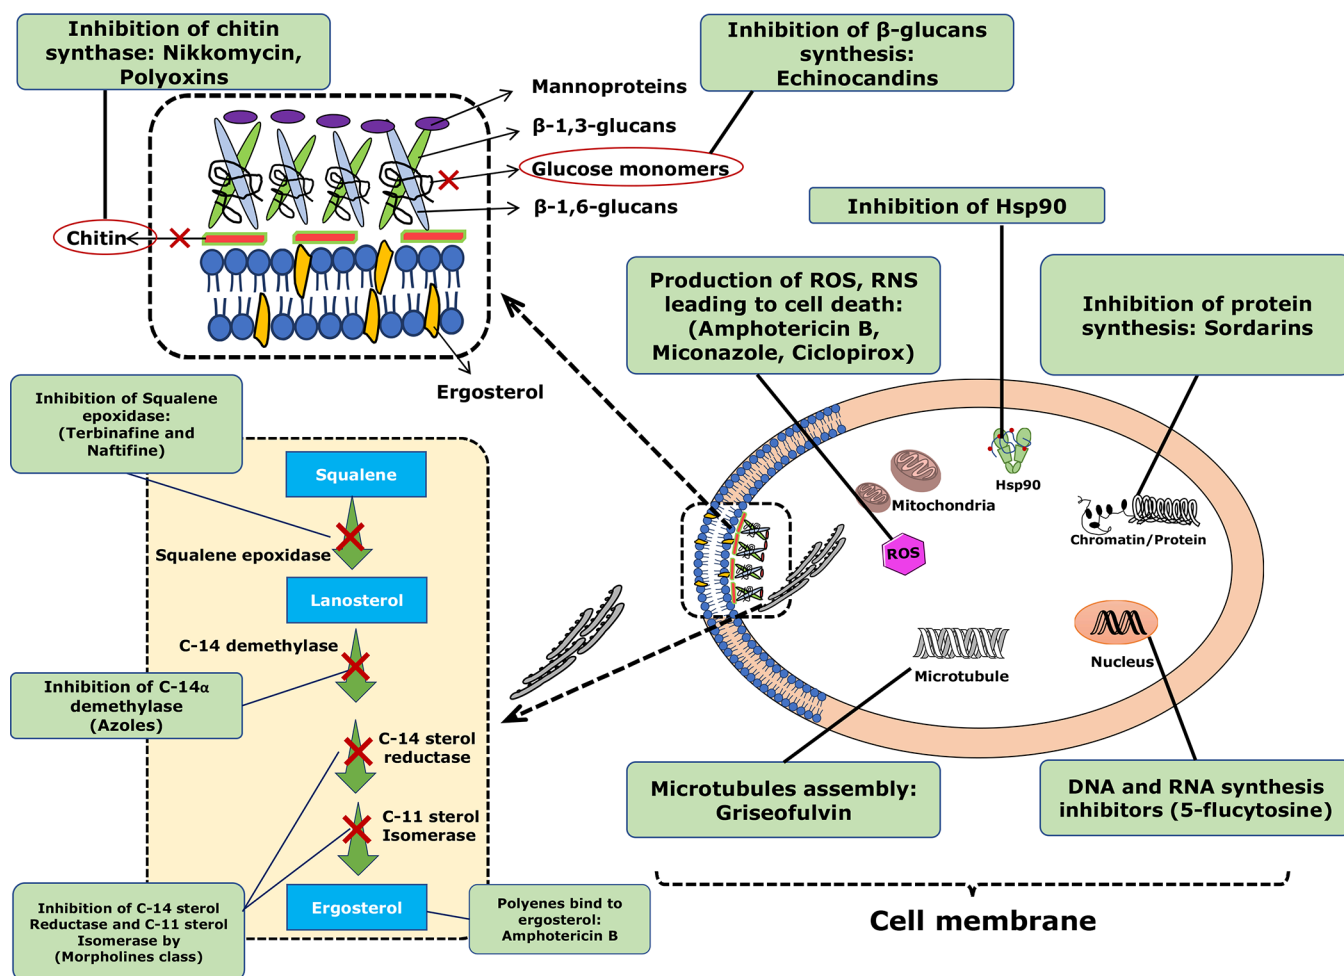 Inhibition of chitin
synthase: Nikkomycin,
Polyoxins
Inhibition of β-glucans
synthesis:
Echinocandins
Mannoproteins
β-1,3-glucans
Glucose monomers
β-1,6-glucans
Chitin
Ergosterol
Inhibition of Hsp90
Production of ROS, RNS
leading to cell death:
(Amphotericin B,
Miconazole, Ciclopirox)
Inhibition of protein
synthesis: Sordarins
Inhibition of Squalene
epoxidase:
(Terbinafine and
Naftifine)
Squalene
Squalene epoxidase
Lanosterol
C-14 demethylase
Inhibition of C-14α
demethylase
(Azoles)
C-14 sterol
reductase
C-11 sterol
Isomerase
Inhibition of C-14 sterol
Reductase and C-11 sterol
Isomerase by
(Morpholines class)
Ergosterol
Polyenes bind to
ergosterol:
Amphotericin B
Mitochondria
Hsp90
Chromatin/Protein
ROS
Microtubule
Nucleus
Microtubules assembly:
Griseofulvin
DNA and RNA synthesis
inhibitors (5-flucytosine)
Cell membrane